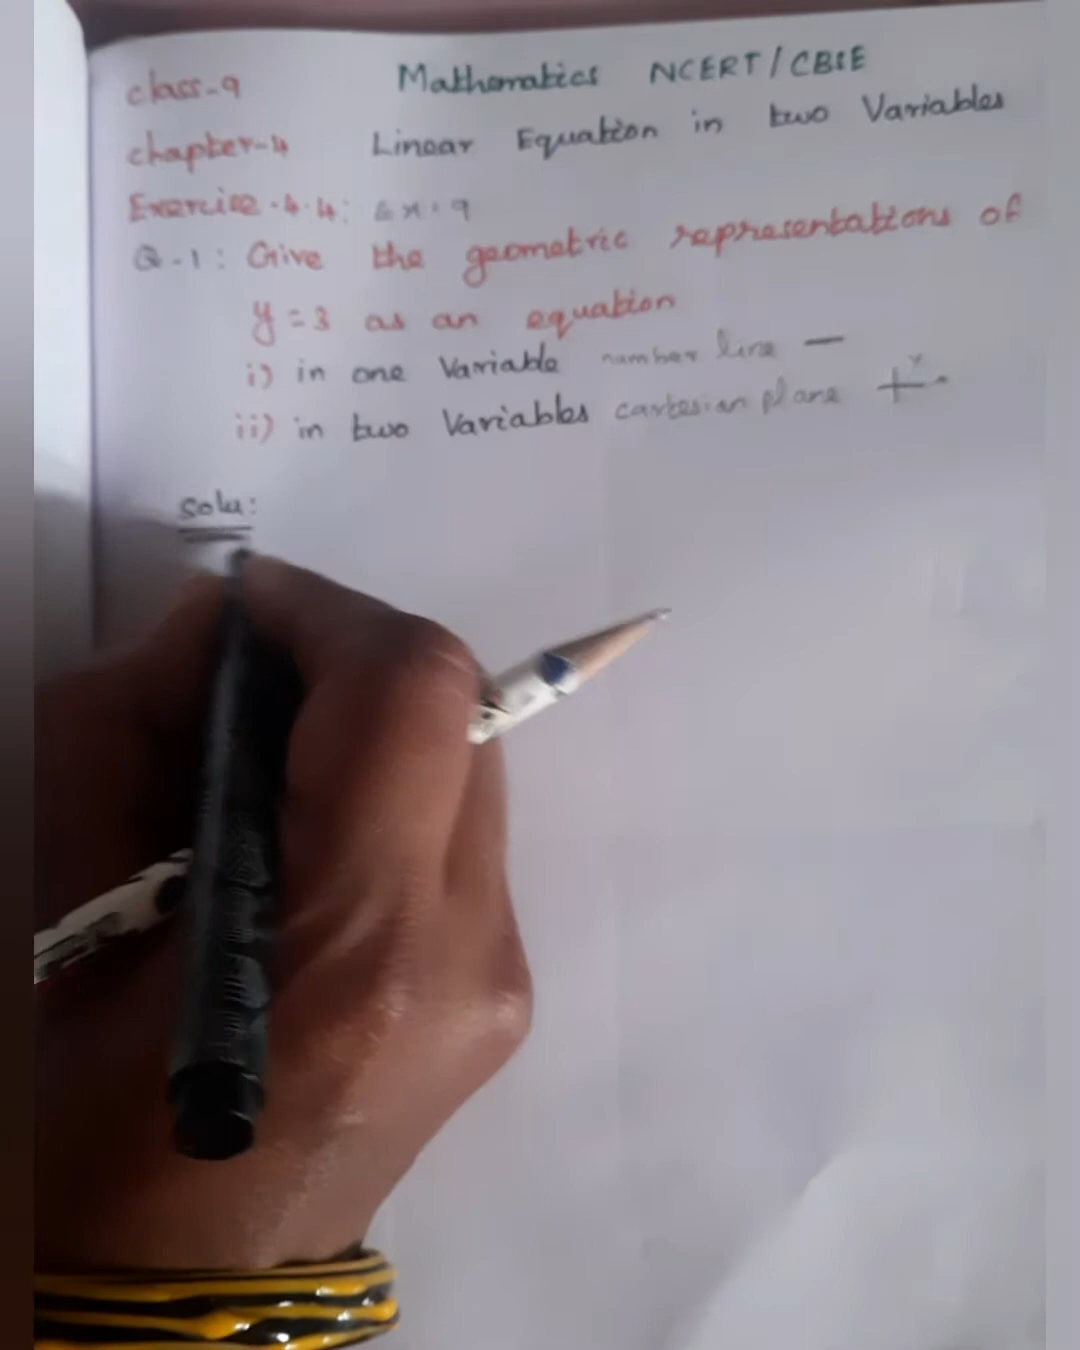 class-9 Mathematics NCERT/CBSE
chapter-4 Linear Equation in two Variables
Exercise.4.4: Ex:9
Q-1: Give the geometric representations of
y=3 as an equation
i) in one Variable number line —
ii) in two Variables cartesian plane
Solu: